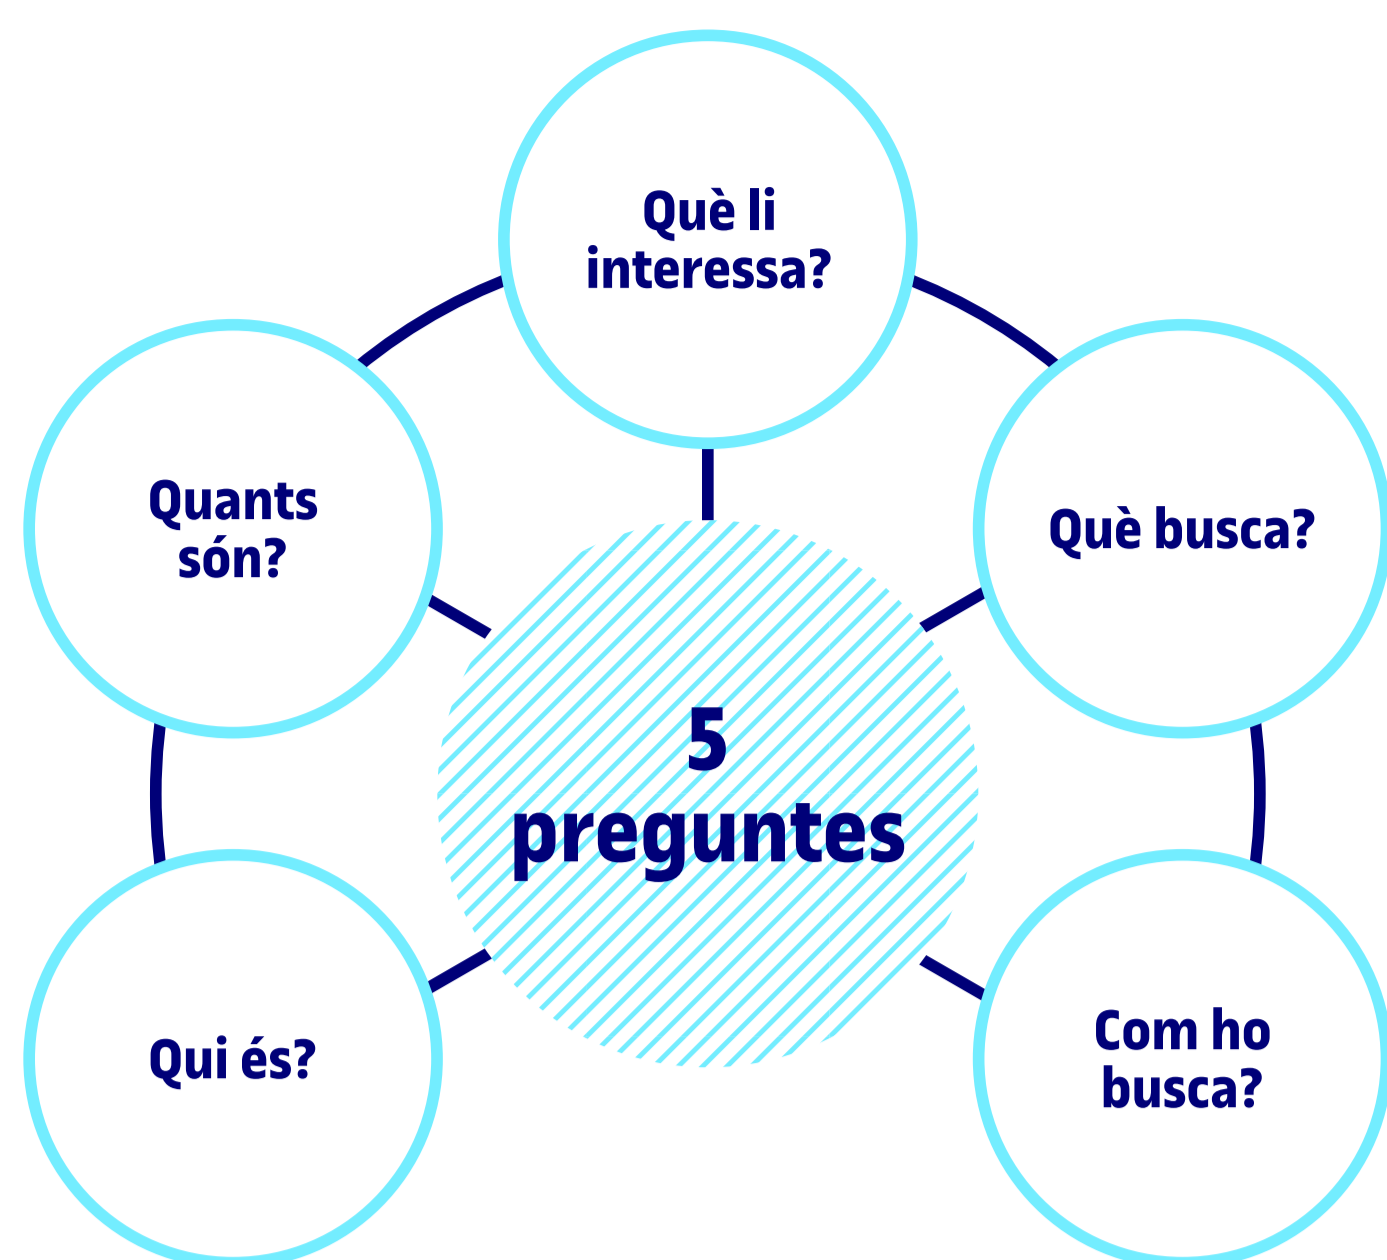 Què li
interessa?
Quants
són?
Què busca?
5
preguntes
Qui és?
Com ho
busca?